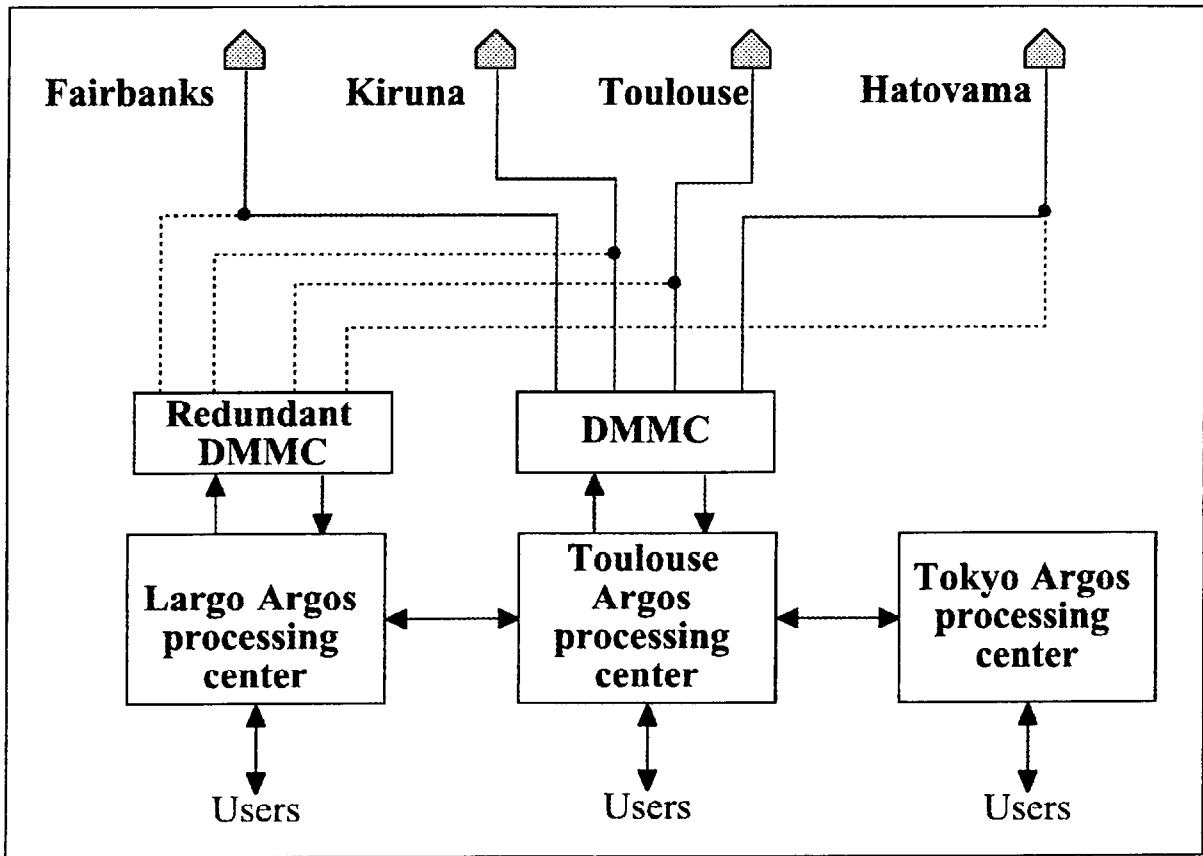 Fairbanks
Kiruna
Toulouse
Hatovama
Redundant
DMMC
DMMC
Largo Argos
processing
center
Toulouse
Argos
processing
center
Tokyo Argos
processing
center
Users
Users
Users